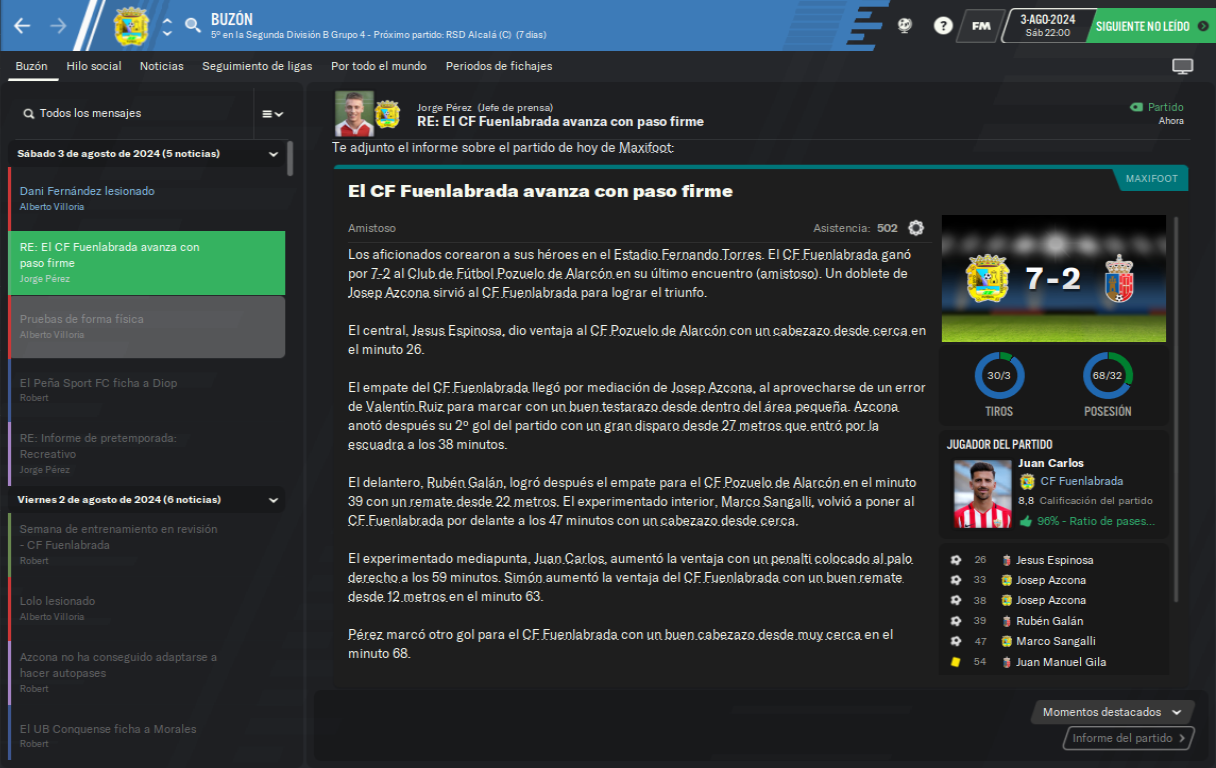 BUZÓN
5º en la Segunda División B Grupo 4 - Próximo partido: RSD Alcalá (C) (7 días)
FM
3-AGO-2024
Sáb 22:00
SIGUIENTE NO LEÍDO
Buzón Hilo social Noticias Seguimiento de ligas Por todo el mundo Periodos de fichajes
Todos los mensajes
Sábado 3 de agosto de 2024 (5 noticias)
Dani Fernández lesionado
Alberto Villoria
RE: El CF Fuenlabrada avanza con
paso firme
Jorge Pérez
Pruebas de forma física
Alberto Villoria
El Peña Sport FC ficha a Diop
Robert
RE: Informe de pretemporada:
Recreativo
Jorge Pérez
Viernes 2 de agosto de 2024 (6 noticias)
Semana de entrenamiento en revisión
- CF Fuenlabrada
Robert
Lolo lesionado
Alberto Villoria
Azcona no ha conseguido adaptarse a
hacer autopases
Robert
El UB Conquense ficha a Morales
Robert
Jorge Pérez (Jefe de prensa)
RE: El CF Fuenlabrada avanza con paso firme
Partido
Ahora
Te adjunto el informe sobre el partido de hoy de Maxifoot:
El CF Fuenlabrada avanza con paso firme
MAXIFOOT
Amistoso
Asistencia: 502
Los aficionados corearon a sus héroes en el Estadio Fernando Torres. El CF Fuenlabrada ganó
por 7-2 al Club de Fútbol Pozuelo de Alarcón en su último encuentro (amistoso). Un doblete de
Josep Azcona sirvió al CF Fuenlabrada para lograr el triunfo.
El central, Jesus Espinosa, dio ventaja al CF Pozuelo de Alarcón con un cabezazo desde cerca en
el minuto 26.
El empate del CF Fuenlabrada llegó por mediación de Josep Azcona, al aprovecharse de un error
de Valentín Ruiz para marcar con un buen testarazo desde dentro del área pequeña. Azcona
anotó después su 2º gol del partido con un gran disparo desde 27 metros que entró por la
escuadra a los 38 minutos.
El delantero, Rubén Galán, logró después el empate para el CF Pozuelo de Alarcón en el minuto
39 con un remate desde 22 metros. El experimentado interior, Marco Sangalli, volvió a poner al
CF Fuenlabrada por delante a los 47 minutos con un cabezazo desde cerca.
El experimentado mediapunta, Juan Carlos, aumentó la ventaja con un penalti colocado al palo
derecho a los 59 minutos. Simón aumentó la ventaja del CF Fuenlabrada con un buen remate
desde 12 metros en el minuto 63.
Pérez marcó otro gol para el CF Fuenlabrada con un buen cabezazo desde muy cerca en el
minuto 68.
7-2
30/3
TIROS
68/32
POSESIÓN
JUGADOR DEL PARTIDO
Juan Carlos
CF Fuenlabrada
8,8 Calificación del partido
96% - Ratio de pases...
26 Jesus Espinosa
33 Josep Azcona
38 Josep Azcona
39 Rubén Galán
47 Marco Sangalli
54 Juan Manuel Gila
Momentos destacados
Informe del partido